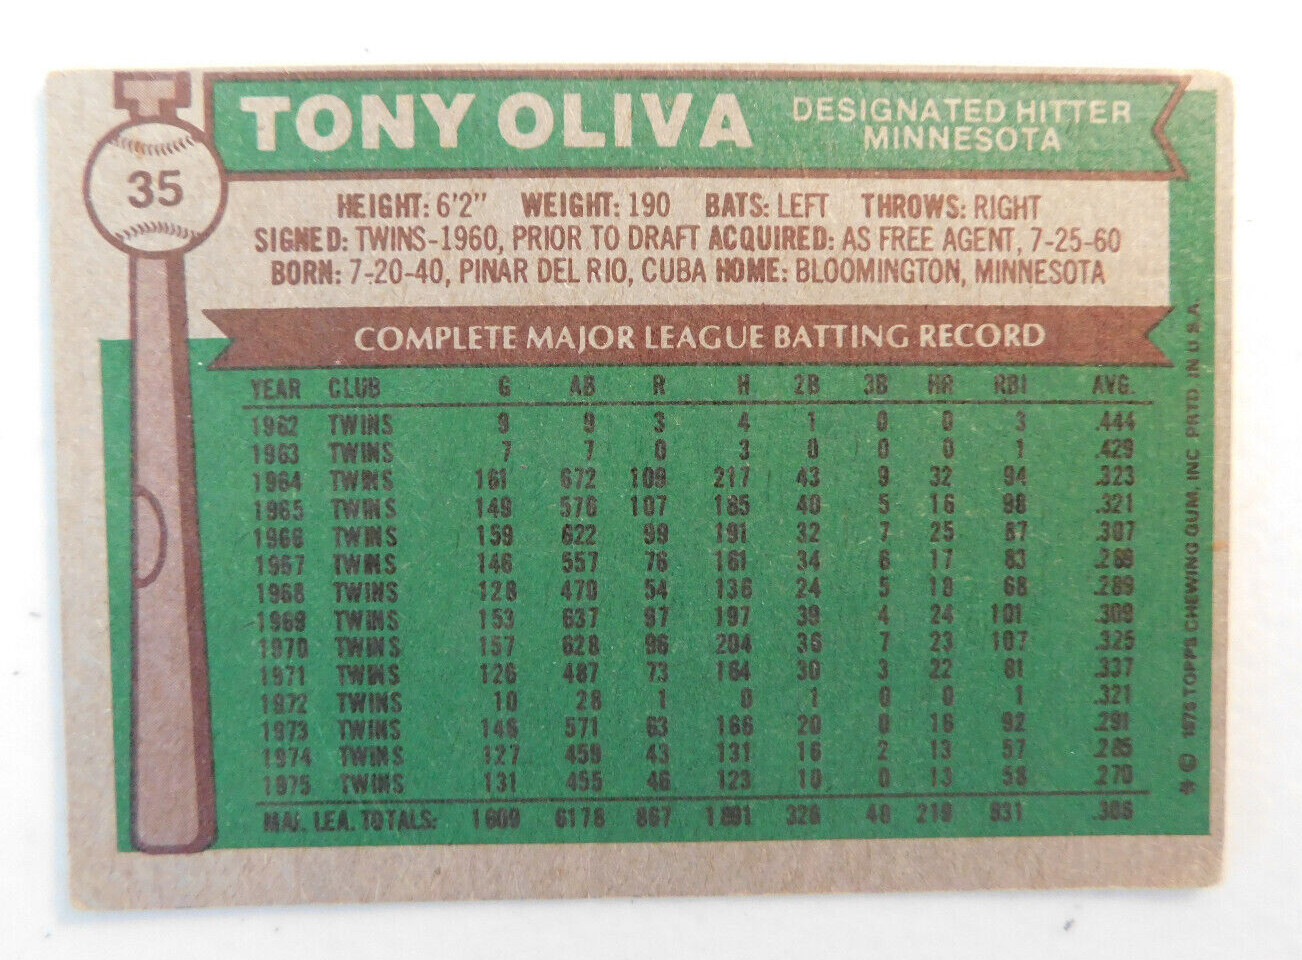 35
TONY OLIVA
DESIGNATED HITTER
MINNESOTA
HEIGHT: 6'2" WEIGHT: 190 BATS: LEFT THROWS: RIGHT
SIGNED: TWINS-1960, PRIOR TO DRAFT ACQUIRED: AS FREE AGENT, 7-25-60
BORN: 7-20-40, PINAR DEL RIO, CUBA HOME: BLOOMINGTON, MINNESOTA
COMPLETE MAJOR LEAGUE BATTING RECORD
YEAR CLUB G AB R H 2B 3B HR RBI AVG.
1962 TWINS 9 9 3 4 1 0 0 3 .444
1963 TWINS 7 7 0 3 0 0 0 1 .429
1964 TWINS 161 672 109 217 43 9 32 94 .323
1965 TWINS 149 576 107 185 40 5 16 98 .321
1966 TWINS 159 622 99 191 32 7 25 87 .307
1967 TWINS 146 557 76 161 34 6 17 83 .289
1968 TWINS 128 470 54 136 24 5 18 68 .289
1969 TWINS 153 637 97 197 39 4 24 101 .309
1970 TWINS 157 628 96 204 36 7 23 107 .325
1971 TWINS 126 487 73 164 30 3 22 81 .337
1972 TWINS 10 28 1 1 0 0 1 .321
1973 TWINS 146 571 63 166 20 0 16 92 .291
1974 TWINS 127 459 43 131 16 2 13 57 .285
1975 TWINS 131 455 46 123 10 0 13 58 .270
MAJ. LEA. TOTALS: 1609 6178 867 1891 326 48 219 931 .306
© 1976 TOPPS CHEWING GUM, INC PRTD. IN U.S.A.